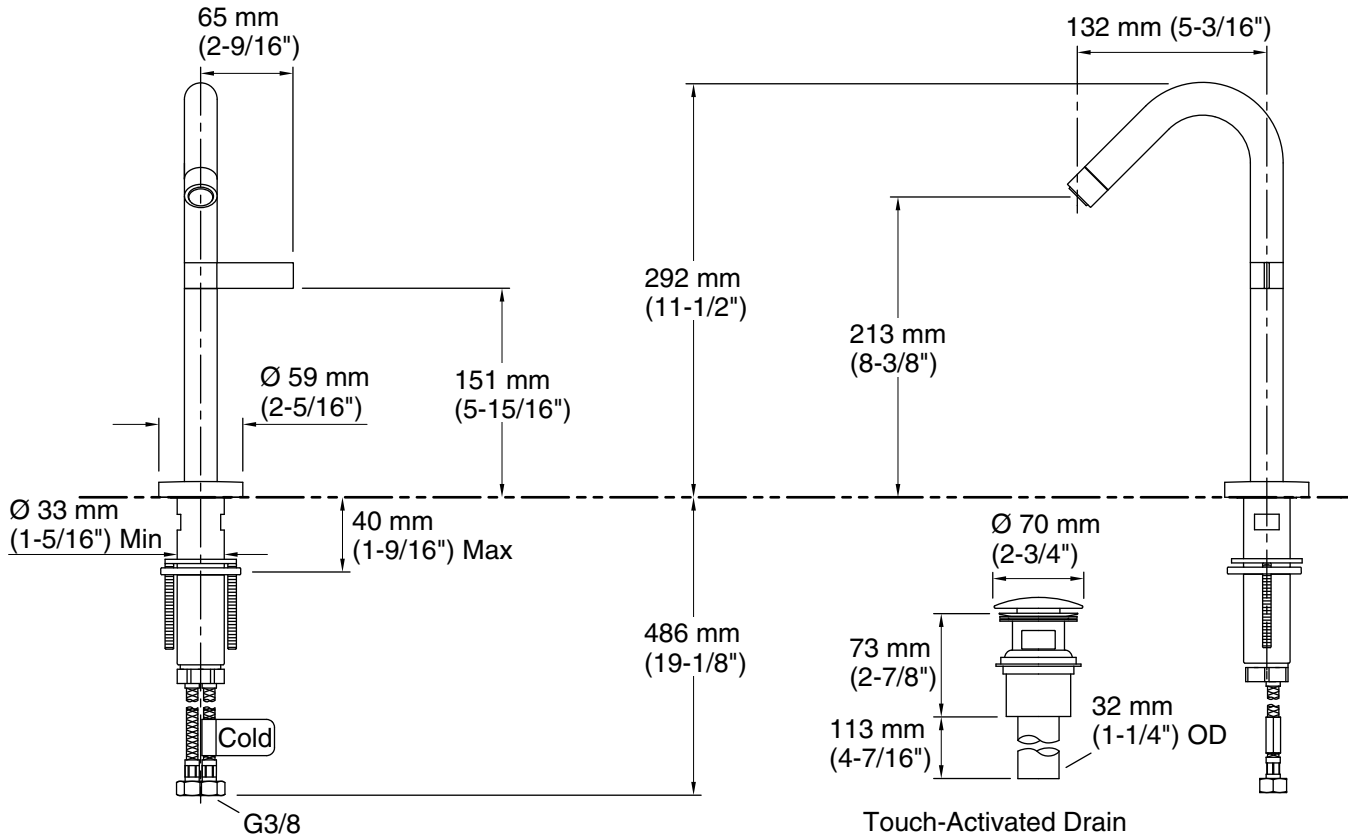 65 mm
(2-9/16")
132 mm (5-3/16")
292 mm
(11-1/2")
213 mm
(8-3/8")
Ø 59 mm
(2-5/16")
151 mm
(5-15/16")
Ø 33 mm
(1-5/16") Min
40 mm
(1-9/16") Max
Ø 70 mm
(2-3/4")
486 mm
(19-1/8")
73 mm
(2-7/8")
Cold
113 mm
(4-7/16")
32 mm
(1-1/4") OD
G3/8
Touch-Activated Drain